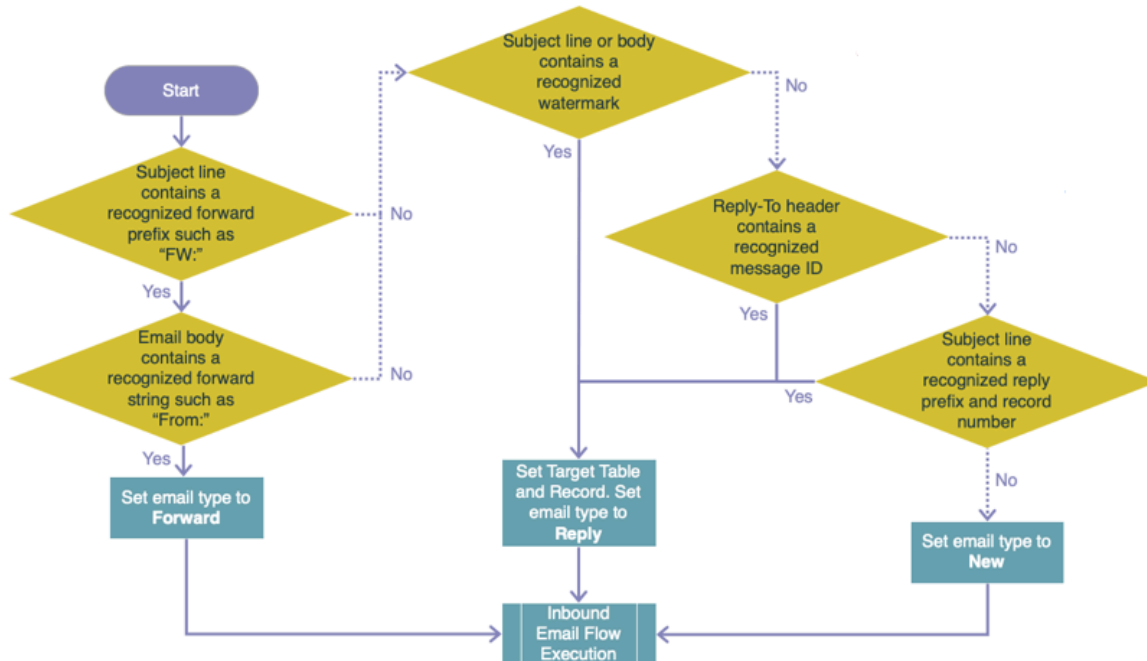 Start
Subject line
contains a
recognized forward
prefix such as
“FW:”
No
Yes
Email body
contains a
recognized forward
string such as
“From:”
No
Yes
Set email type to
Forward
Subject line or body
contains a
recognized
watermark
No
Yes
Reply-To header
contains a
recognized
message ID
No
Yes
Subject line
contains a
recognized reply
prefix and record
number
Yes
No
Set Target Table
and Record. Set
email type to
Reply
Set email type to
New
Inbound
Email Flow
Execution